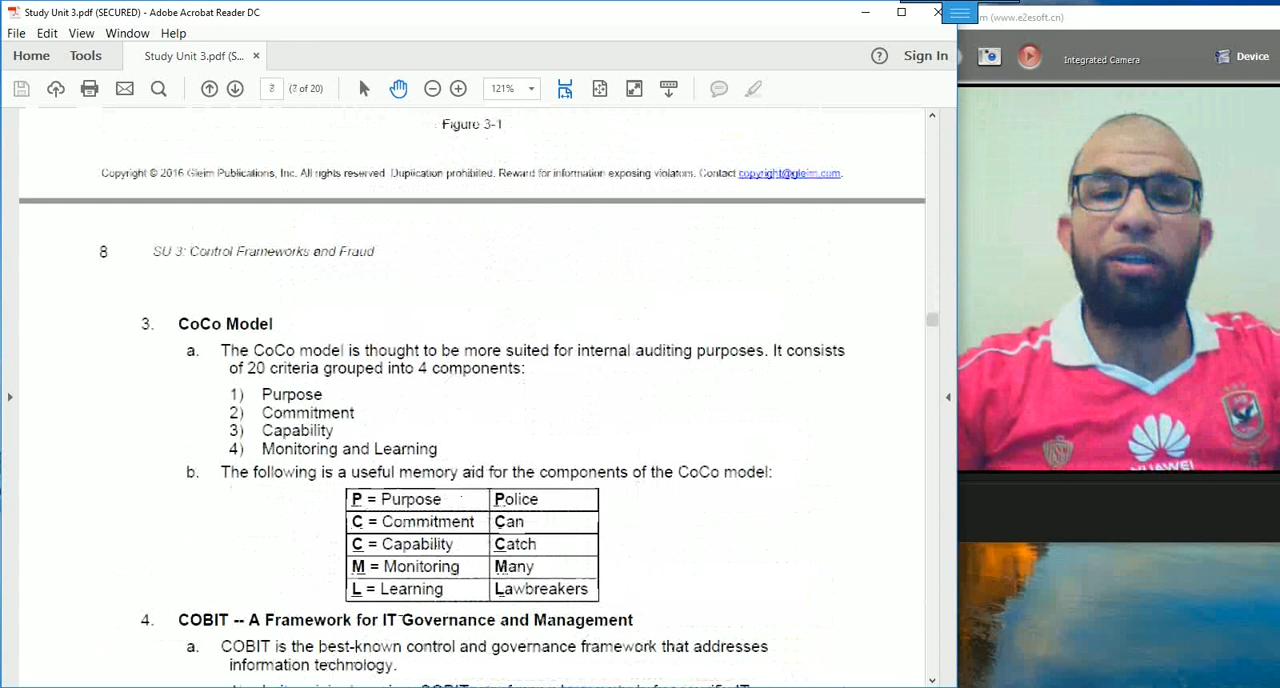 Study Unit 3.pdf (SECURED) - Adobe Acrobat Reader DC
m (www.e2esoft.cn)
File Edit View Window Help
Home Tools Study Unit 3.pdf (S... × Sign In
Integrated Camera Device
8 (7 of 20) 121%
Figure 3-1
Copyright © 2016 Gleim Publications, Inc. All rights reserved. Duplication prohibited. Reward for information exposing violators. Contact copyright@gleim.com.
8 SU 3: Control Frameworks and Fraud
3. CoCo Model
a. The CoCo model is thought to be more suited for internal auditing purposes. It consists
of 20 criteria grouped into 4 components:
1) Purpose
2) Commitment
3) Capability
4) Monitoring and Learning
b. The following is a useful memory aid for the components of the CoCo model:
P = Purpose Police
C = Commitment Can
C = Capability Catch
M = Monitoring Many
L = Learning Lawbreakers
4. COBIT -- A Framework for IT Governance and Management
a. COBIT is the best-known control and governance framework that addresses
information technology.
HUAWEI